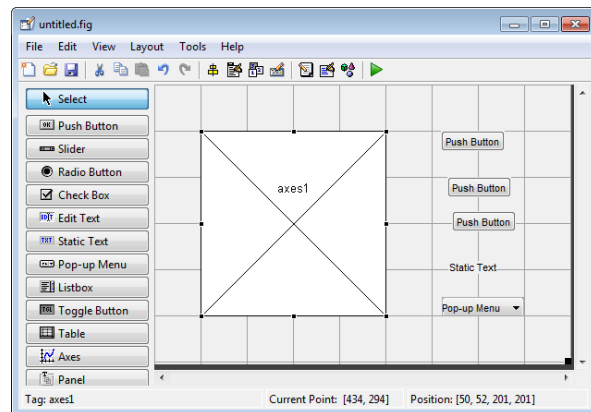 untitled.fig
File Edit View Layout Tools Help
Select
Push Button
Slider
Radio Button
Check Box
Edit Text
Static Text
Pop-up Menu
Listbox
Toggle Button
Table
Axes
Panel
axes1
Push Button
Push Button
Push Button
Static Text
Pop-up Menu
Tag: axes1 Current Point: [434, 294] Position: [50, 52, 201, 201]